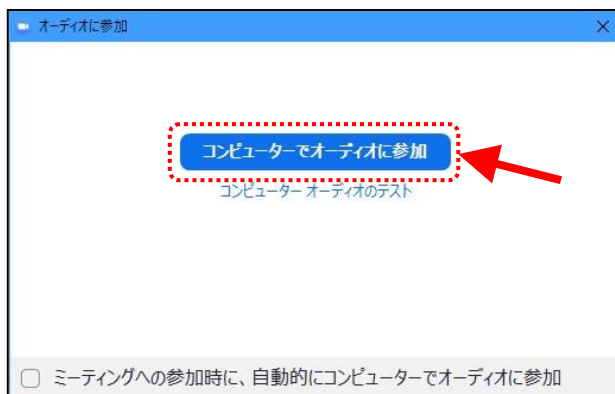 オーディオに参加
コンピューターでオーディオに参加
コンピューター オーディオのテスト
ミーティングへの参加時に、自動的にコンピューターでオーディオに参加